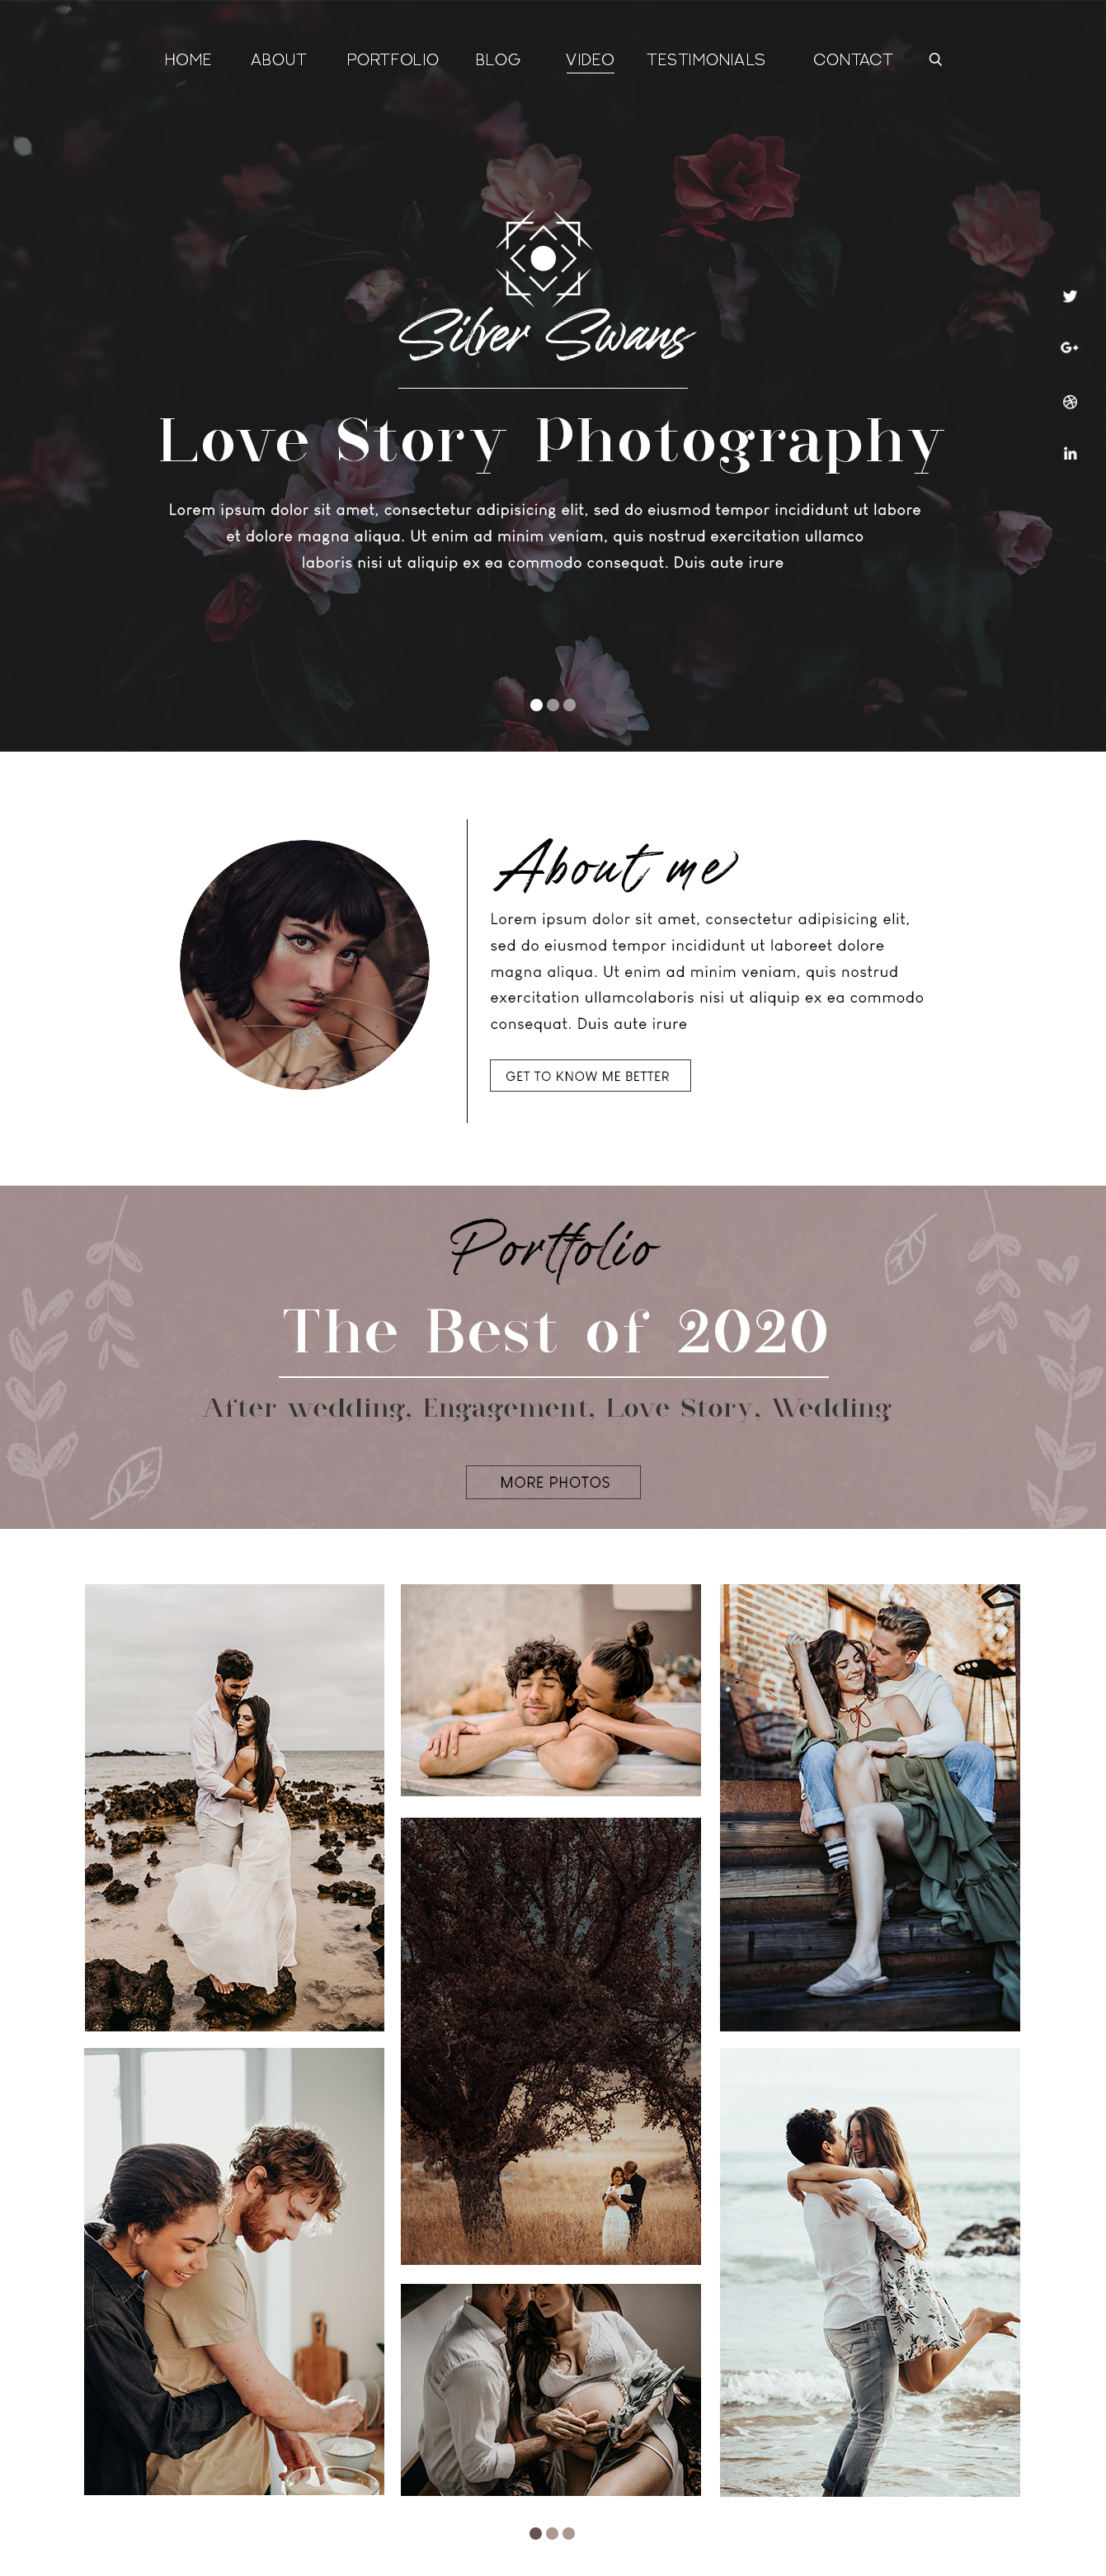 HOME ABOUT PORTFOLIO BLOG VIDEO TESTIMONIALS CONTACT
Silver Swans
Love Story Photography
Lorem ipsum dolor sit amet, consectetur adipisicing elit, sed do eiusmod tempor incididunt ut labore
et dolore magna aliqua. Ut enim ad minim veniam, quis nostrud exercitation ullamco
laboris nisi ut aliquip ex ea commodo consequat. Duis aute irure
About me
Lorem ipsum dolor sit amet, consectetur adipisicing elit,
sed do eiusmod tempor incididunt ut laboreet dolore
magna aliqua. Ut enim ad minim veniam, quis nostrud
exercitation ullamcolaboris nisi ut aliquip ex ea commodo
consequat. Duis aute irure
GET TO KNOW ME BETTER
Portfolio
The Best of 2020
After wedding, Engagement, Love Story, Wedding
MORE PHOTOS